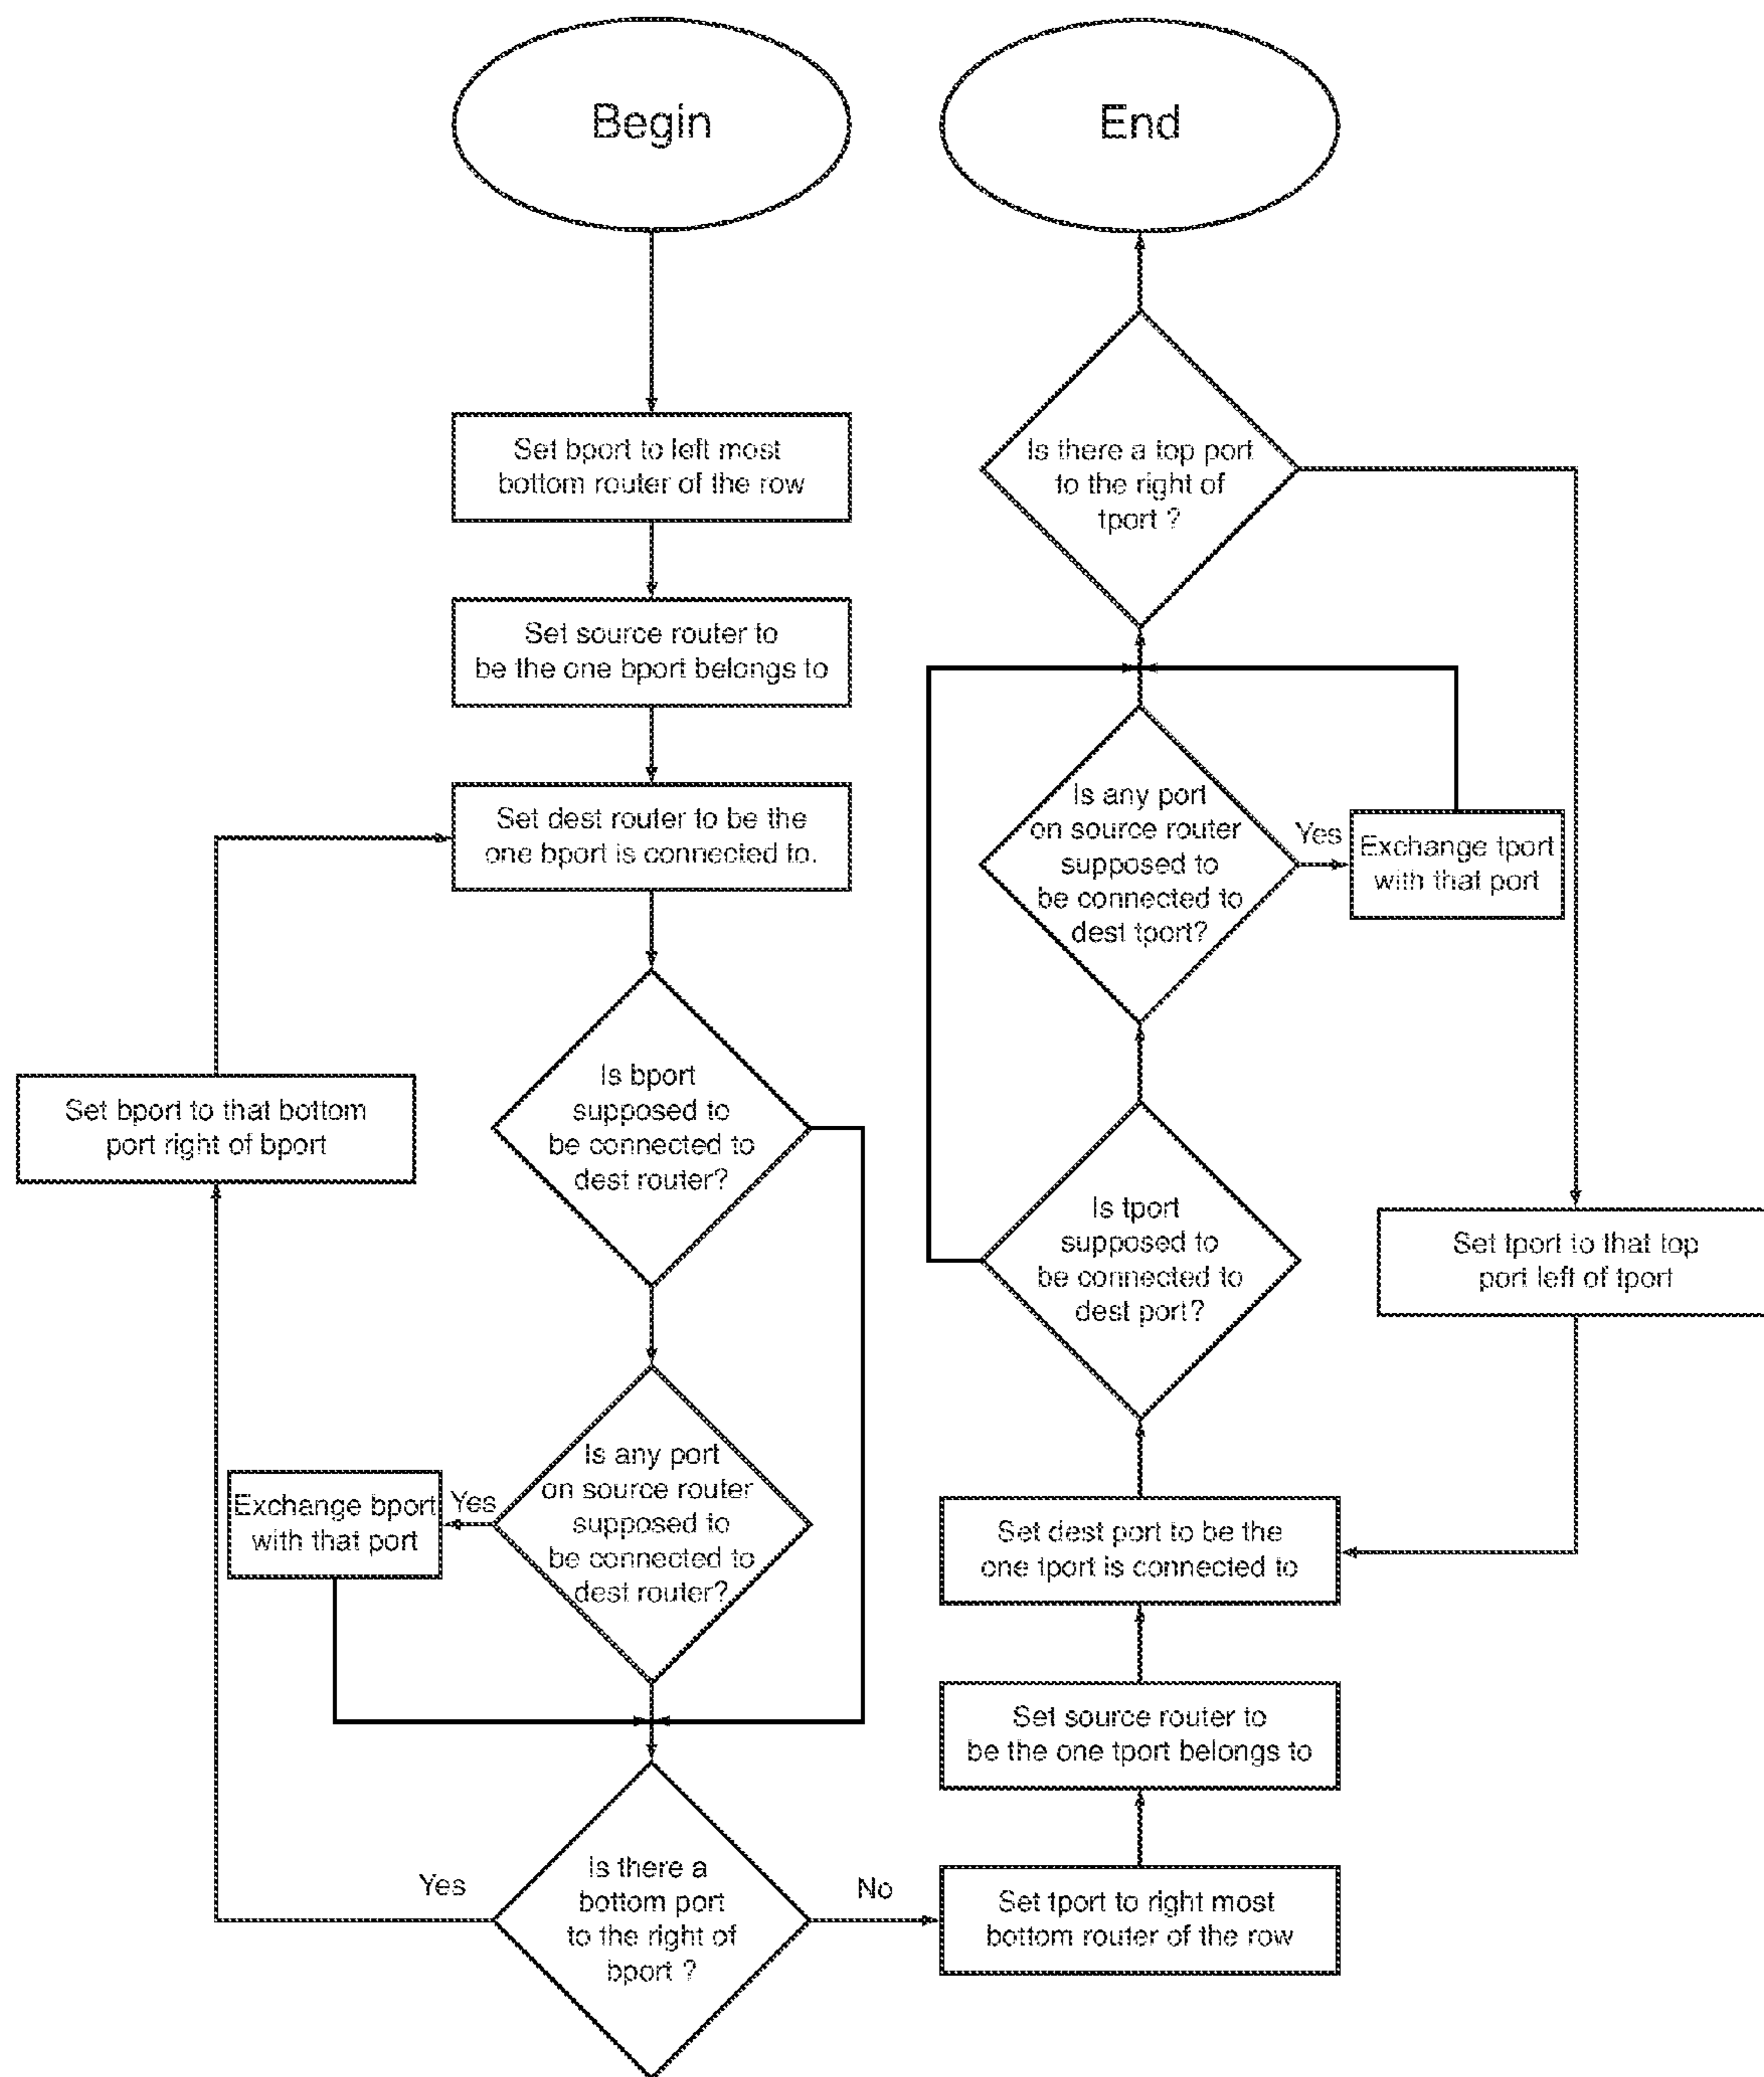 Begin
Set bport to left most
bottom router of the row
Set source router to
be the one bport belongs to
Set dest router to be the
one bport is connected to.
Is bport
supposed to
be connected to
dest router?
Set bport to that bottom
port right of bport
Is any port
on source router
supposed to
be connected to
dest router?
Yes
Exchange bport
with that port
Is there a
bottom port
to the right of
bport ?
Yes
No
Set tport to right most
bottom router of the row
Set source router to
be the one tport belongs to
Set dest port to be the
one tport is connected to
Is tport
supposed to
be connected to
dest port?
Is any port
on source router
supposed to
be connected to
dest tport?
Yes
Exchange tport
with that port
Is there a top port
to the right of
tport ?
Set tport to that top
port left of tport
End